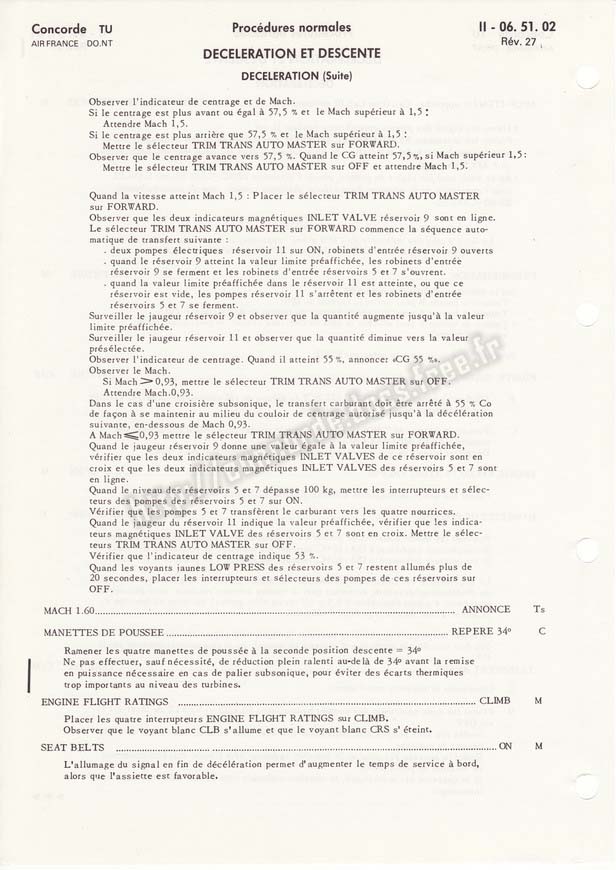 Concorde TU
AIR FRANCE DO.NT
Procédures normales
II - 06. 51. 02
Rév. 27
DECELERATION ET DESCENTE
DECELERATION (Suite)
Observer l'indicateur de centrage et de Mach.
Si le centrage est plus avant ou égal à 57,5 % et le Mach supérieur à 1,5 :
Attendre Mach 1,5.
Si le centrage est plus arrière que 57,5 % et le Mach supérieur à 1,5 :
Mettre le sélecteur TRIM TRANS AUTO MASTER sur FORWARD.
Observer que le centrage avance vers 57,5 %. Quand le CG atteint 57,5 %, si Mach supérieur 1,5 :
Mettre le sélecteur TRIM TRANS AUTO MASTER sur OFF et attendre Mach 1,5.
Quand la vitesse atteint Mach 1,5 : Placer le sélecteur TRIM TRANS AUTO MASTER
sur FORWARD.
Observer que les deux indicateurs magnétiques INLET VALVE réservoir 9 sont en ligne.
Le sélecteur TRIM TRANS AUTO MASTER sur FORWARD commence la séquence auto-
matique de transfert suivante :
. deux pompes électriques réservoir 11 sur ON, robinets d'entrée réservoir 9 ouverts
. quand le réservoir 9 atteint la valeur limite préaffichée, les robinets d'entrée
réservoir 9 se ferment et les robinets d'entrée réservoirs 5 et 7 s'ouvrent.
. quand la valeur limite préaffichée dans le réservoir 11 est atteinte, ou que ce
réservoir est vide, les pompes réservoir 11 s'arrêtent et les robinets d'entrée
réservoirs 5 et 7 se ferment.
Surveiller le jaugeur réservoir 9 et observer que la quantité augmente jusqu'à la valeur
limite préaffichée.
Surveiller le jaugeur réservoir 11 et observer que la quantité diminue vers la valeur
présélectée.
Observer l'indicateur de centrage. Quand il atteint 55 %, annoncer «CG 55 %».
Observer le Mach.
Si Mach > 0,93, mettre le sélecteur TRIM TRANS AUTO MASTER sur OFF.
Attendre Mach.0,93.
Dans le cas d'une croisière subsonique, le transfert carburant doit être arrêté à 55 % Co
de façon à se maintenir au milieu du couloir de centrage autorisé jusqu'à la décélération
suivante, en-dessous de Mach 0,93.
A Mach ⩽ 0,93 mettre le sélecteur TRIM TRANS AUTO MASTER sur FORWARD.
Quand le jaugeur réservoir 9 donne une valeur égale à la valeur limite préaffichée,
vérifier que les deux indicateurs magnétiques INLET VALVES de ce réservoir sont en
croix et que les deux indicateurs magnétiques INLET VALVES des réservoirs 5 et 7 sont
en ligne.
Quand le niveau des réservoirs 5 et 7 dépasse 100 kg, mettre les interrupteurs et sélec-
teurs des pompes des réservoirs 5 et 7 sur ON.
Vérifier que les pompes 5 et 7 transfèrent le carburant vers les quatre nourrices.
Quand le jaugeur du réservoir 11 indique la valeur préaffichée, vérifier que les indica-
teurs magnétiques INLET VALVE des réservoirs 5 et 7 sont en croix. Mettre le sélec-
teurs TRIM TRANS AUTO MASTER sur OFF.
Vérifier que l'indicateur de centrage indique 53 %.
Quand les voyants jaunes LOW PRESS des réservoirs 5 et 7 restent allumés plus de
20 secondes, placer les interrupteurs et sélecteurs des pompes de ces réservoirs sur
OFF.
MACH 1.60 ........ ANNONCE Ts
MANETTES DE POUSSEE ........ REPERE 34º C
Ramener les quatre manettes de poussée à la seconde position descente = 34º
Ne pas effectuer, sauf nécessité, de réduction plein ralenti au-delà de 34º avant la remise
en puissance nécessaire en cas de palier subsonique, pour éviter des écarts thermiques
trop importants au niveau des turbines.
ENGINE FLIGHT RATINGS ........ CLIMB M
Placer les quatre interrupteurs ENGINE FLIGHT RATINGS sur CLIMB.
Observer que le voyant blanc CLB s'allume et que le voyant blanc CRS s'éteint.
SEAT BELTS ........ ON M
L'allumage du signal en fin de décélération permet d'augmenter le temps de service à bord,
alors que l'assiette est favorable.